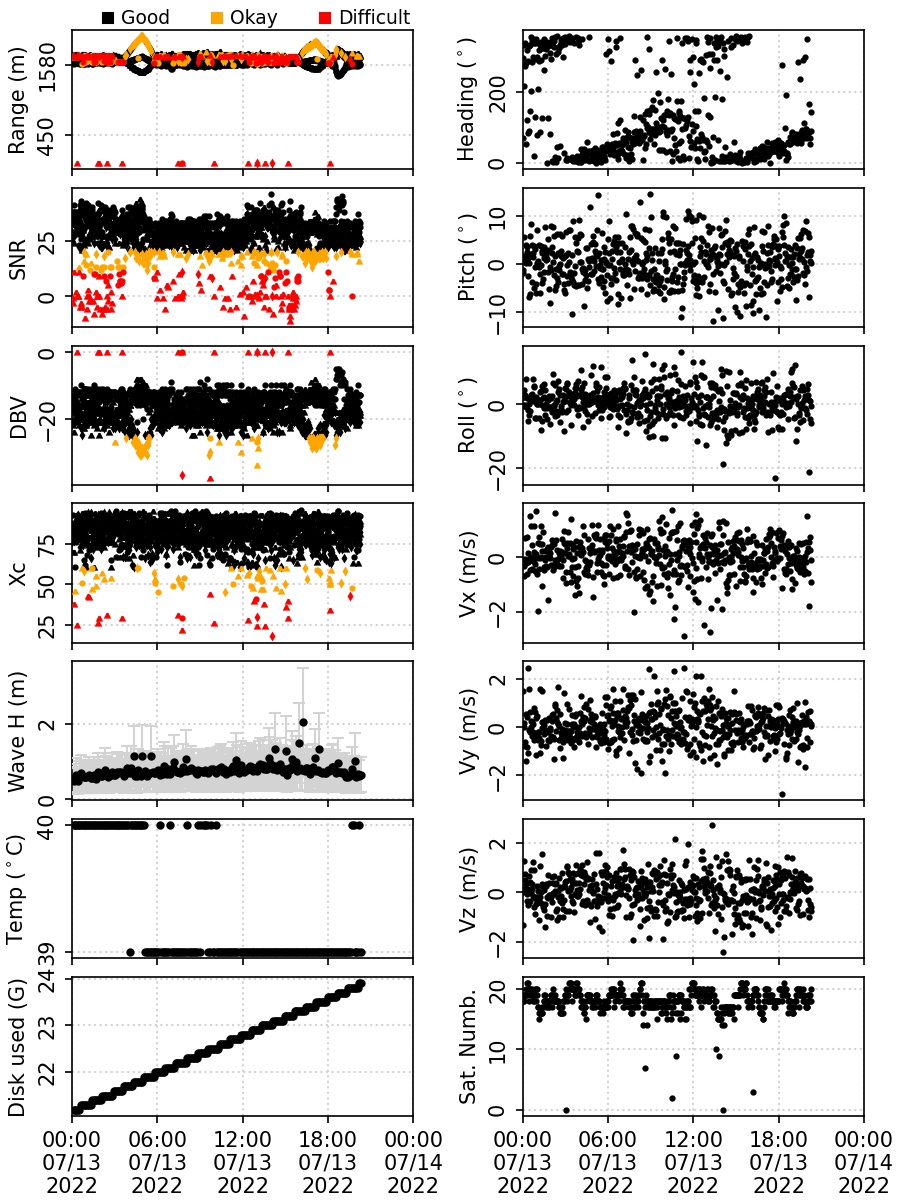 Good Okay Difficult
Range (m)
1580
450
Heading (°)
200
0
SNR
25
0
Pitch (°)
10
0
−10
DBV
0
−20
Roll (°)
0
−20
Xc
75
50
25
Vx (m/s)
0
−2
Wave H (m)
2
0
Vy (m/s)
2
0
−2
Temp (°C)
40
39
Vz (m/s)
2
0
−2
Disk used (G)
24
23
22
Sat. Numb.
20
10
0
00:00 06:00 12:00 18:00 00:00
07/13 07/13 07/13 07/13 07/14
2022 2022 2022 2022 2022
00:00 06:00 12:00 18:00 00:00
07/13 07/13 07/13 07/13 07/14
2022 2022 2022 2022 2022